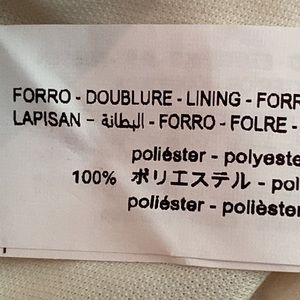 FORRO - DOUBLURE - LINING - FORR
LAPISAN - البطانة - FORRO - FOLRE -
poliéster - polyeste
100% ポリエステル - pol
poliéster - polièster